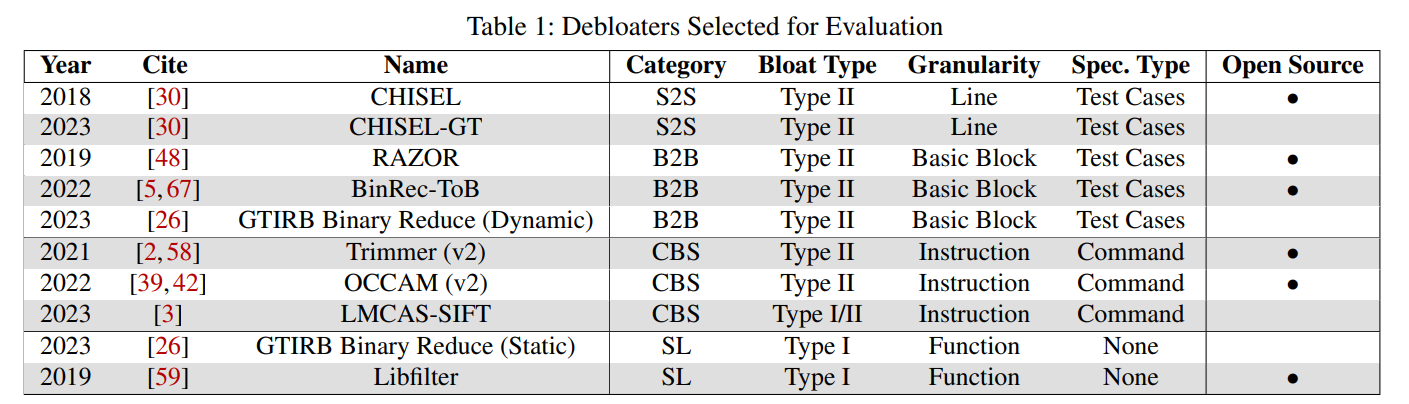 Table 1: Debloaters Selected for Evaluation
Year Cite Name Category Bloat Type Granularity Spec. Type Open Source
2018 [30] CHISEL S2S Type II Line Test Cases ●
2023 [30] CHISEL-GT S2S Type II Line Test Cases
2019 [48] RAZOR B2B Type II Basic Block Test Cases ●
2022 [5,67] BinRec-ToB B2B Type II Basic Block Test Cases ●
2023 [26] GTIRB Binary Reduce (Dynamic) B2B Type II Basic Block Test Cases
2021 [2,58] Trimmer (v2) CBS Type II Instruction Command ●
2022 [39,42] OCCAM (v2) CBS Type II Instruction Command ●
2023 [3] LMCAS-SIFT CBS Type I/II Instruction Command
2023 [26] GTIRB Binary Reduce (Static) SL Type I Function None
2019 [59] Libfilter SL Type I Function None ●